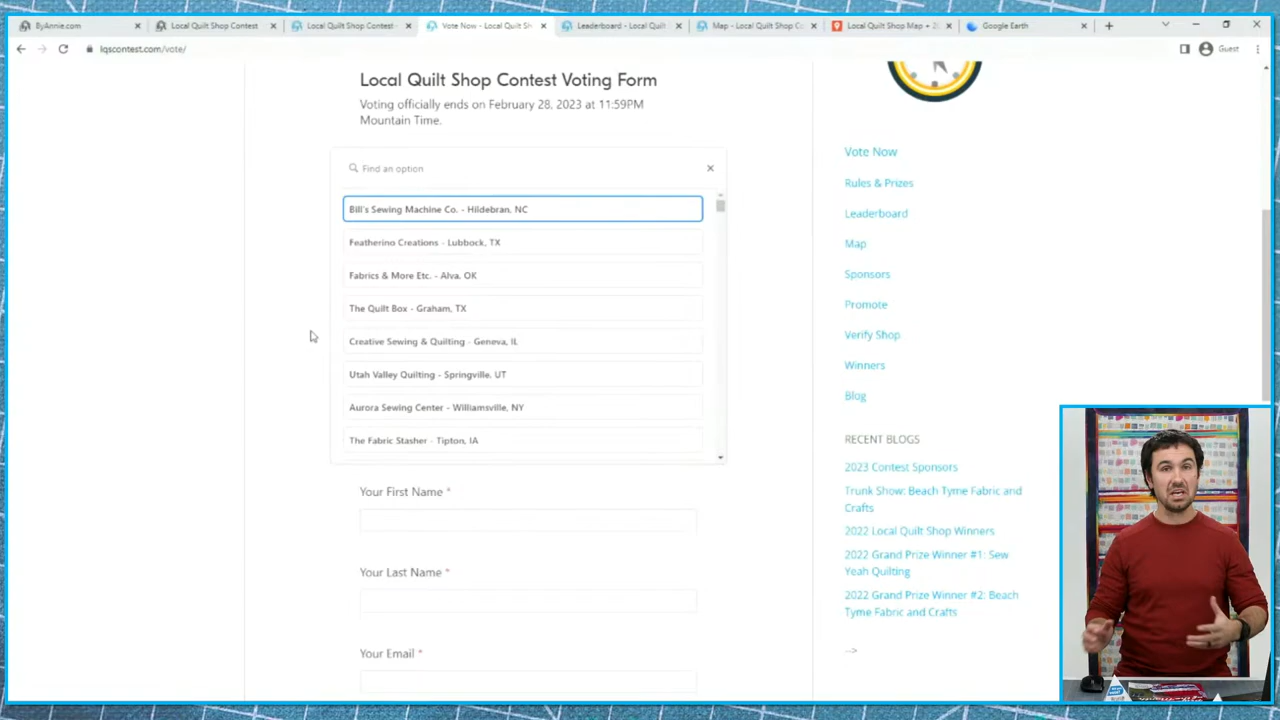 ByAnnie.com
Local Quilt Shop Contest
Local Quilt Shop Contest -
Vote Now - Local Quilt Sh
Leaderboard - Local Quilt
Map - Local Quilt Shop Co
Local Quilt Shop Map + 2
Google Earth
lqscontest.com/vote/
Guest
Local Quilt Shop Contest Voting Form
Voting officially ends on February 28, 2023 at 11:59PM
Mountain Time.
Find an option
Bill's Sewing Machine Co. - Hildebran, NC
Featherino Creations - Lubbock, TX
Fabrics & More Etc. - Alva, OK
The Quilt Box - Graham, TX
Creative Sewing & Quilting - Geneva, IL
Utah Valley Quilting - Springville, UT
Aurora Sewing Center - Williamsville, NY
The Fabric Stasher - Tipton, IA
Your First Name *
Your Last Name *
Your Email *
Vote Now
Rules & Prizes
Leaderboard
Map
Sponsors
Promote
Verify Shop
Winners
Blog
RECENT BLOGS
2023 Contest Sponsors
Trunk Show: Beach Tyme Fabric and
Crafts
2022 Local Quilt Shop Winners
2022 Grand Prize Winner #1: Sew
Yeah Quilting
2022 Grand Prize Winner #2: Beach
Tyme Fabric and Crafts
-->